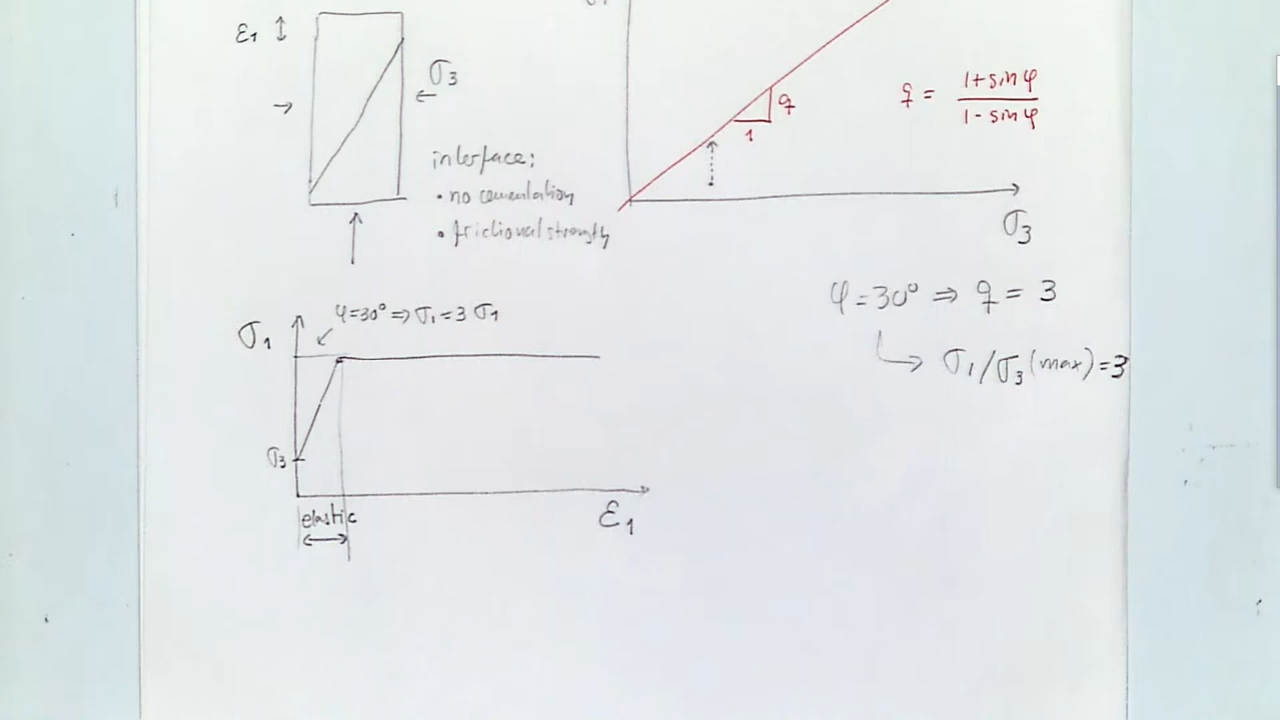 ε1
σ3
interface:
• no cementation
• frictional strength
q
1
q = 1+sin φ / 1- sin φ
σ3
φ=30° ⇒ q = 3
σ1/σ3 (max) = 3
φ=30° ⇒ σ1 = 3 σ1
σ1
σ3
elastic
ε1